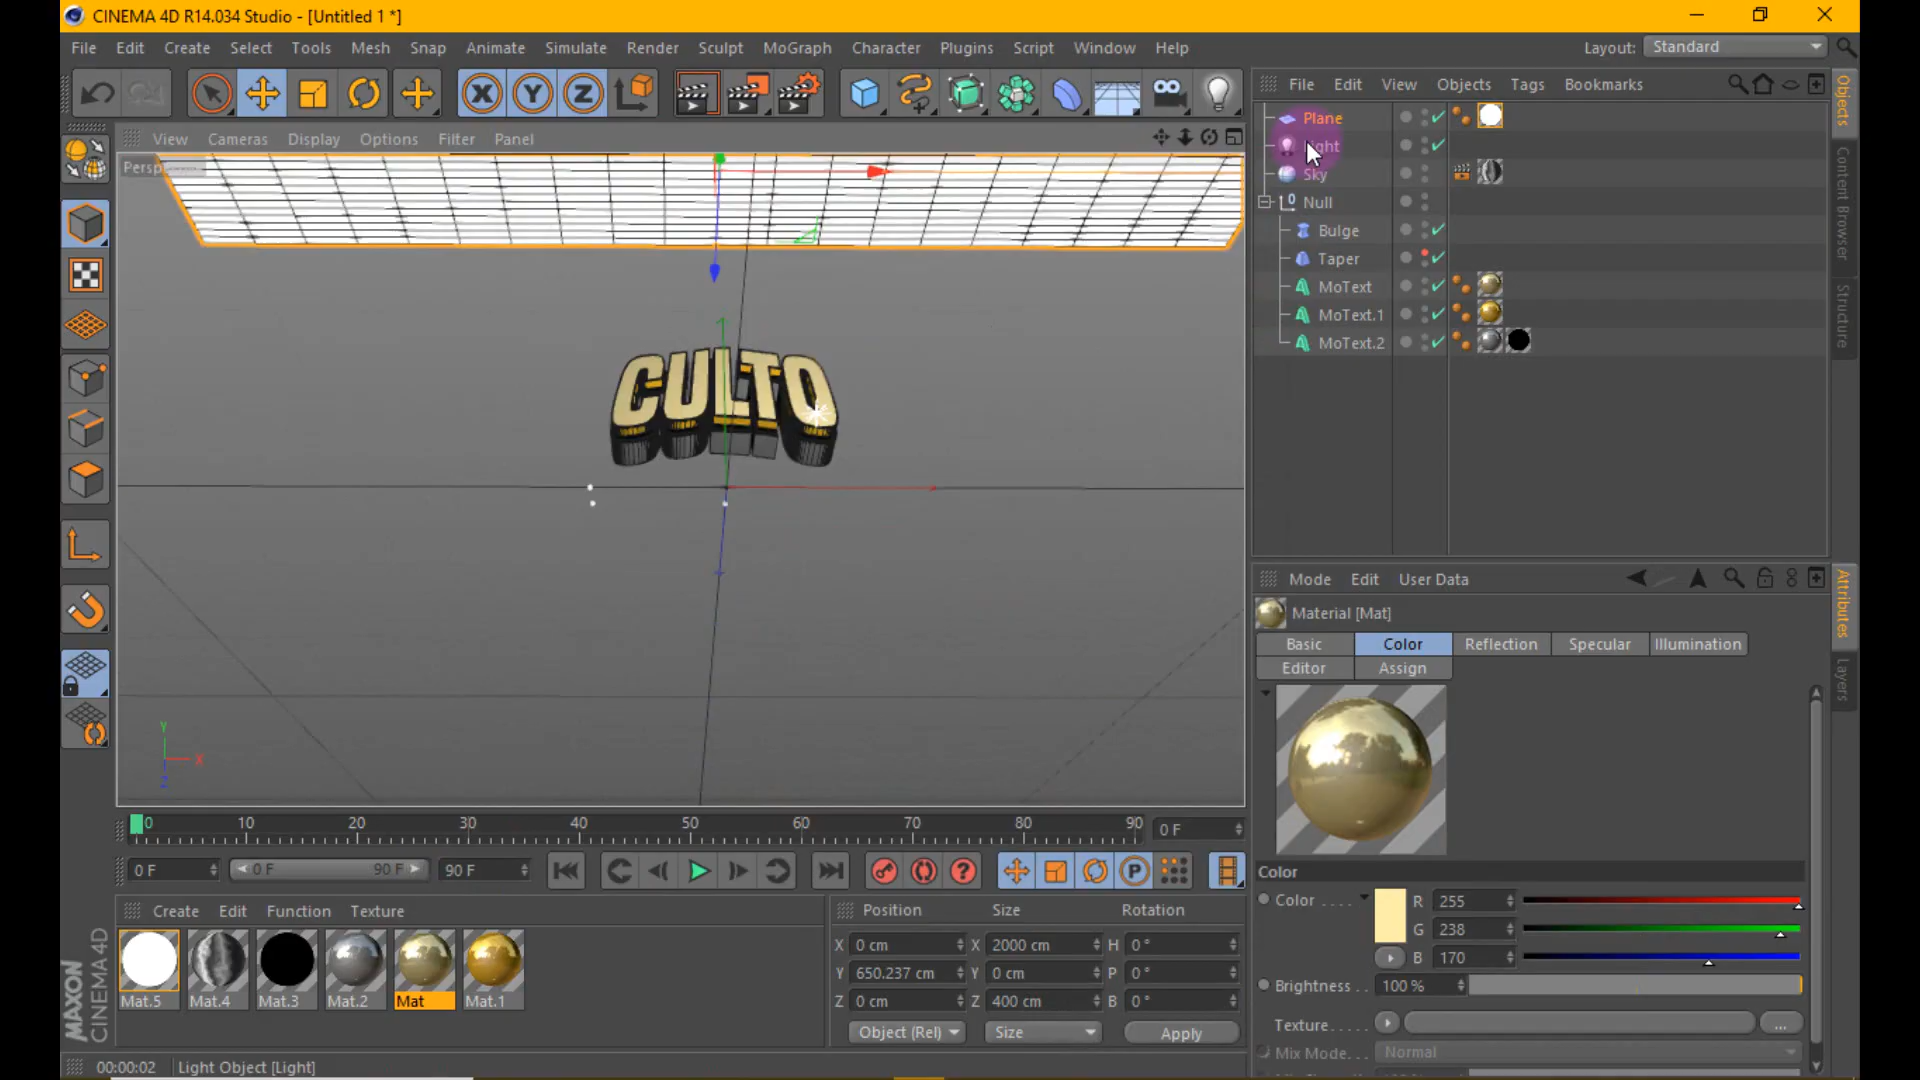 CINEMA 4D R14.034 Studio - [Untitled 1 *]
File Edit Create Select Tools Mesh Snap Animate Simulate Render Sculpt MoGraph Character Plugins Script Window Help
Layout: Standard
File Edit View Objects Tags Bookmarks
View Cameras Display Options Filter Panel
Plane
Light
Sky
Null
Bulge
Taper
MoText
MoText.1
MoText.2
Objects
Content Browser
Structure
CULTO
Y
X
Z
Mode Edit User Data
Material [Mat]
Basic Color Reflection Specular Illumination
Editor Assign
Attributes
Layers
Color
Color R 255
G 238
B 170
Brightness 100 %
Texture
Mix Mode Normal
0 10 20 30 40 50 60 70 80 90 0 F
0 F 0 F 90 F 90 F
Create Edit Function Texture
Mat.5 Mat.4 Mat.3 Mat.2 Mat Mat.1
Position Size Rotation
X 0 cm X 2000 cm H 0 °
Y 650.237 cm Y 0 cm P 0 °
Z 0 cm Z 400 cm B 0 °
Object (Rel) Size Apply
MAXON
CINEMA 4D
00:00:02 Light Object [Light]